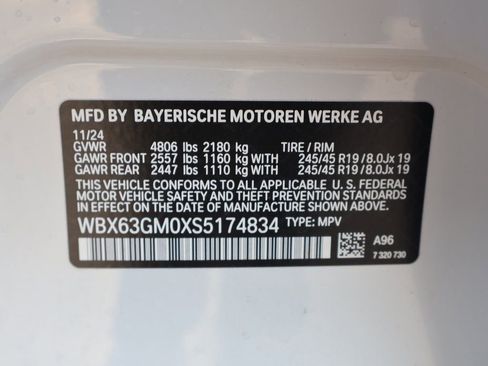 MFD BY BAYERISCHE MOTOREN WERKE AG
11/24
GVWR 4806 lbs 2180 kg TIRE / RIM
GAWR FRONT 2557 lbs 1160 kg WITH 245/45 R19 / 8.0Jx 19
GAWR REAR 2447 lbs 1110 kg WITH 245/45 R19 / 8.0Jx 19
THIS VEHICLE CONFORMS TO ALL APPLICABLE U. S. FEDERAL
MOTOR VEHICLE SAFETY AND THEFT PREVENTION STANDARDS
IN EFFECT ON THE DATE OF MANUFACTURE SHOWN ABOVE.
WBX63GM0XS5174834 TYPE: MPV
A96
7 320 730